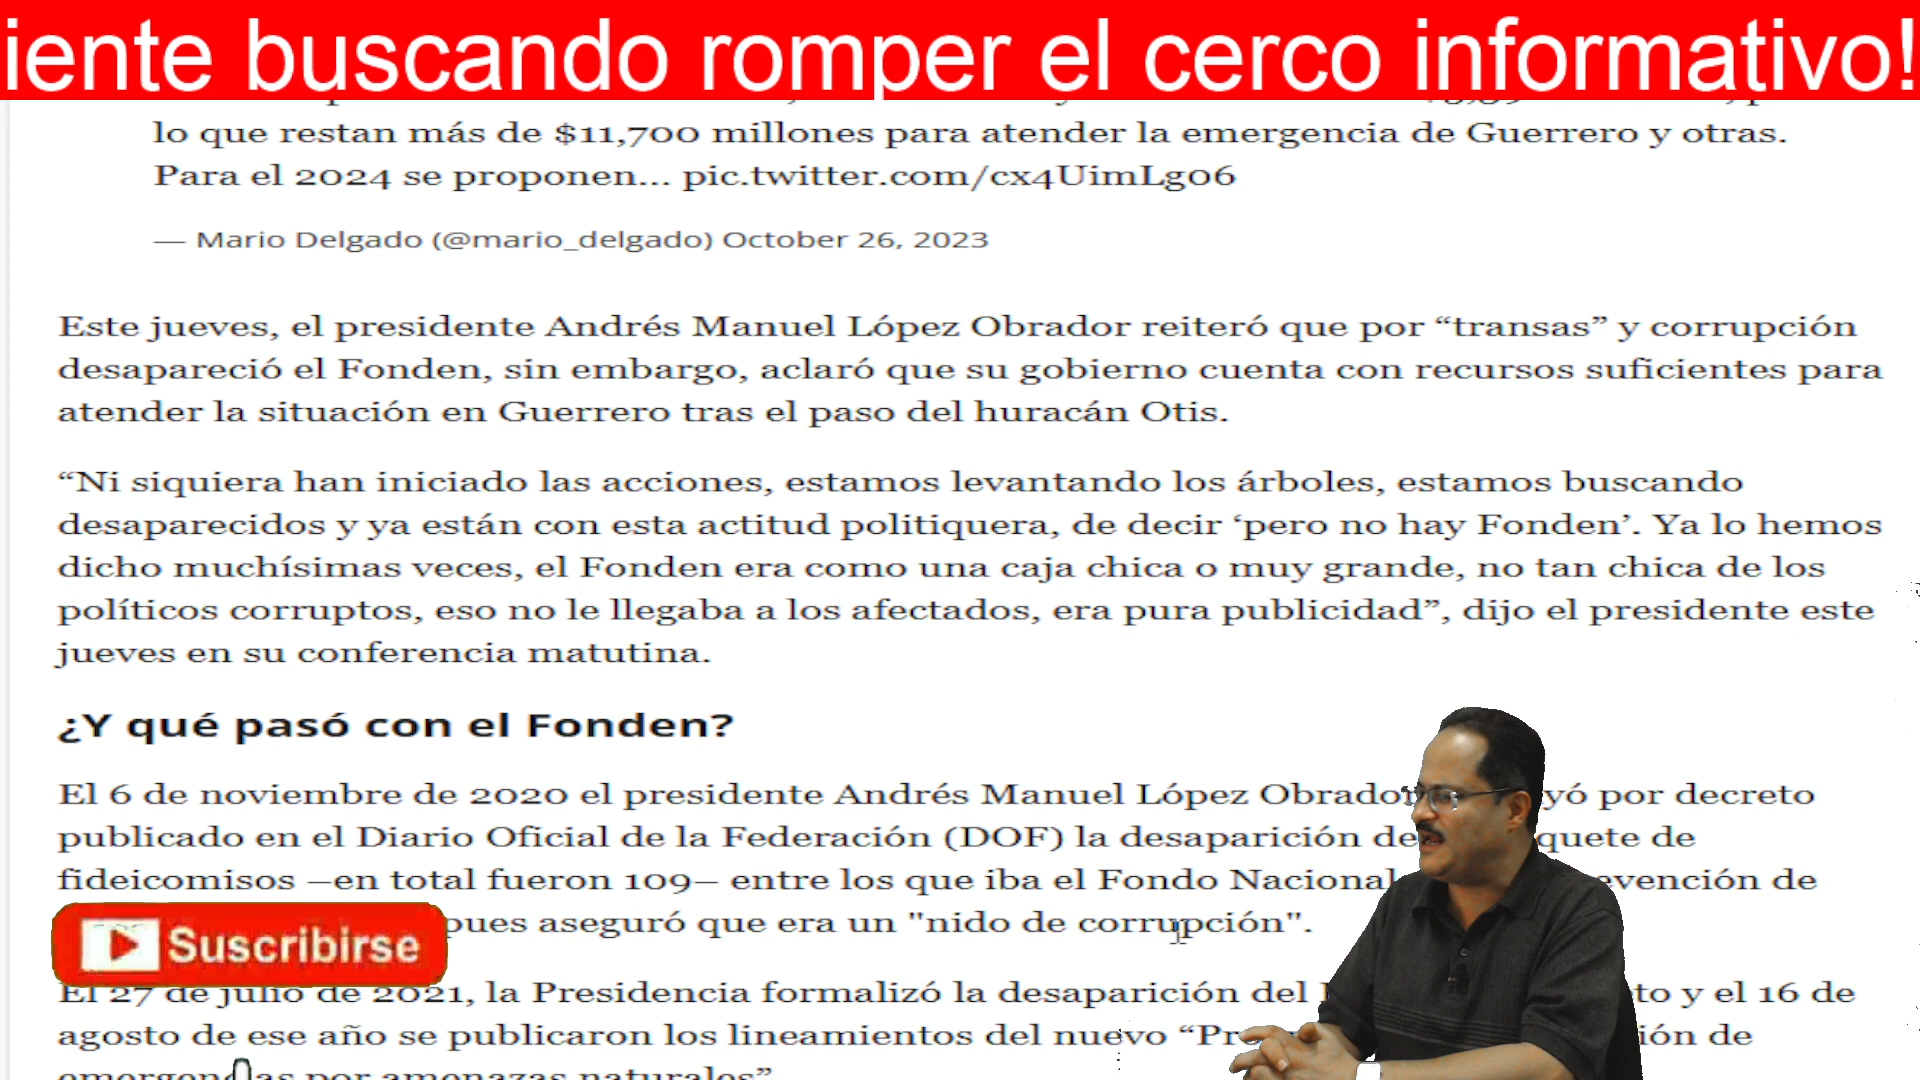 iente buscando romper el cerco informativo!
lo que restan más de $11,700 millones para atender la emergencia de Guerrero y otras.
Para el 2024 se proponen... pic.twitter.com/cx4UimLgo6
— Mario Delgado (@mario_delgado) October 26, 2023
Este jueves, el presidente Andrés Manuel López Obrador reiteró que por “transas” y corrupción
desapareció el Fonden, sin embargo, aclaró que su gobierno cuenta con recursos suficientes para
atender la situación en Guerrero tras el paso del huracán Otis.
“Ni siquiera han iniciado las acciones, estamos levantando los árboles, estamos buscando
desaparecidos y ya están con esta actitud politiquera, de decir ‘pero no hay Fonden’. Ya lo hemos
dicho muchísimas veces, el Fonden era como una caja chica o muy grande, no tan chica de los
políticos corruptos, eso no le llegaba a los afectados, era pura publicidad”, dijo el presidente este
jueves en su conferencia matutina.
¿Y qué pasó con el Fonden?
El 6 de noviembre de 2020 el presidente Andrés Manuel López Obrador yó por decreto
publicado en el Diario Oficial de la Federación (DOF) la desaparición de quete de
fideicomisos —en total fueron 109— entre los que iba el Fondo Nacional evención de
pues aseguró que era un "nido de corrupción".
Suscribirse
El 27 de julio de 2021, la Presidencia formalizó la desaparición del to y el 16 de
agosto de ese año se publicaron los lineamientos del nuevo “Pr ión de
emergencias por amenazas naturales”